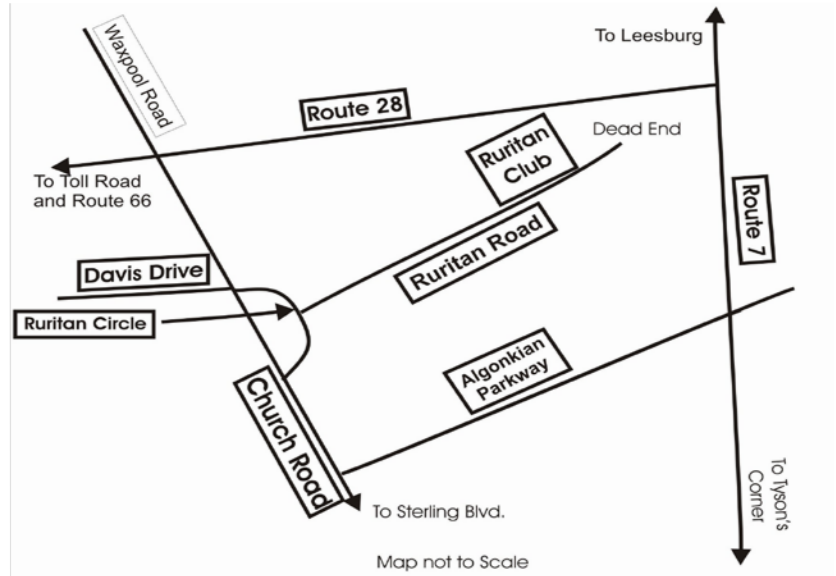 Waxpool Road
To Leesburg
Route 28
Dead End
Ruritan
Club
To Toll Road
and Route 66
Route 7
Ruritan Road
Davis Drive
Ruritan Circle
Algonkian
Parkway
Church Road
To Tyson's
Corner
To Sterling Blvd.
Map not to Scale